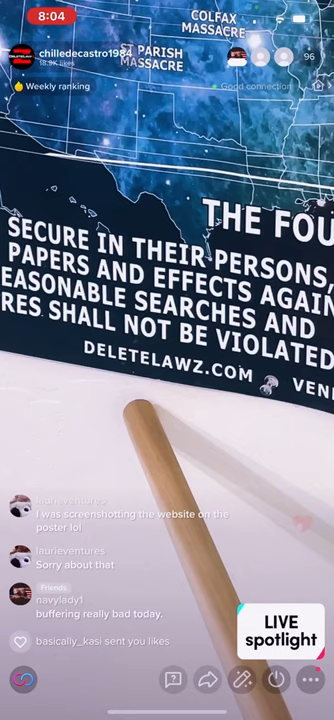 8:04
COLFAX
MASSACRE
chilledecastro1984
PARISH
MASSACRE
96
Weekly ranking
Good connection
THE FOU
SECURE IN THEIR PERSONS,
PAPERS AND EFFECTS AGAIN
EASONABLE SEARCHES AND
RES SHALL NOT BE VIOLATED
DELETELAWZ.COM
VEN
laurieventures
I was screenshotting the website on the
poster lol
laurieventures
Sorry about that
Friends
navylady1
buffering really bad today.
basically_kasi sent you likes
LIVE
spotlight